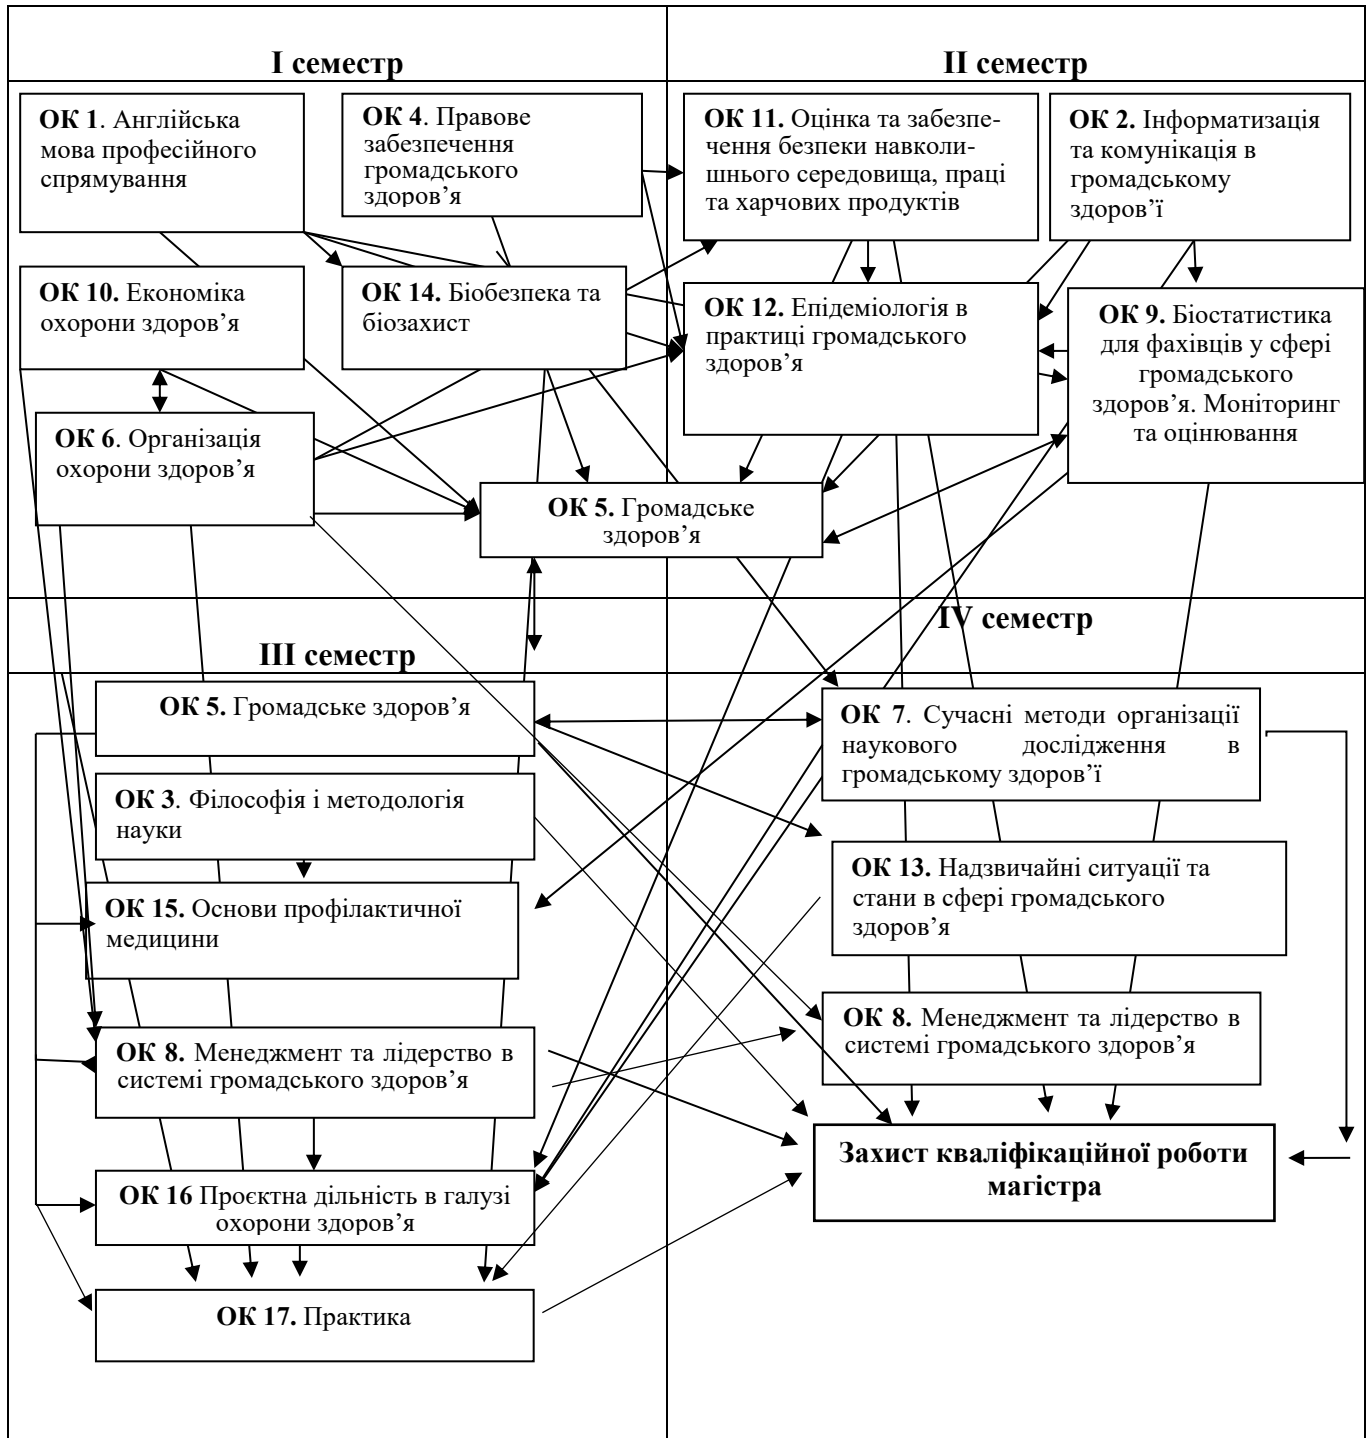 I семестр
ОК 1. Англійська
мова професійного
спрямування
ОК 4. Правове
забезпечення
громадського
здоров’я
ОК 10. Економіка
охорони здоров’я
ОК 14. Біобезпека та
біозахист
ОК 6. Організація
охорони здоров’я
II семестр
ОК 11. Оцінка та забезпе-
чення безпеки навколи-
шнього середовища, праці
та харчових продуктів
ОК 2. Інформатизація
та комунікація в
громадському
здоров’ї
ОК 12. Епідеміологія в
практиці громадського
здоров’я
ОК 9. Біостатистика
для фахівців у сфері
громадського
здоров’я. Моніторинг
та оцінювання
ОК 5. Громадське
здоров’я
III семестр
ОК 5. Громадське здоров’я
ОК 3. Філософія і методологія
науки
ОК 15. Основи профілактичної
медицини
ОК 8. Менеджмент та лідерство в
системі громадського здоров’я
ОК 16 Проєктна дільність в галузі
охорони здоров’я
ОК 17. Практика
IV семестр
ОК 7. Сучасні методи організації
наукового дослідження в
громадському здоров’ї
ОК 13. Надзвичайні ситуації та
стани в сфері громадського
здоров’я
ОК 8. Менеджмент та лідерство в
системі громадського здоров’я
Захист кваліфікаційної роботи
магістра